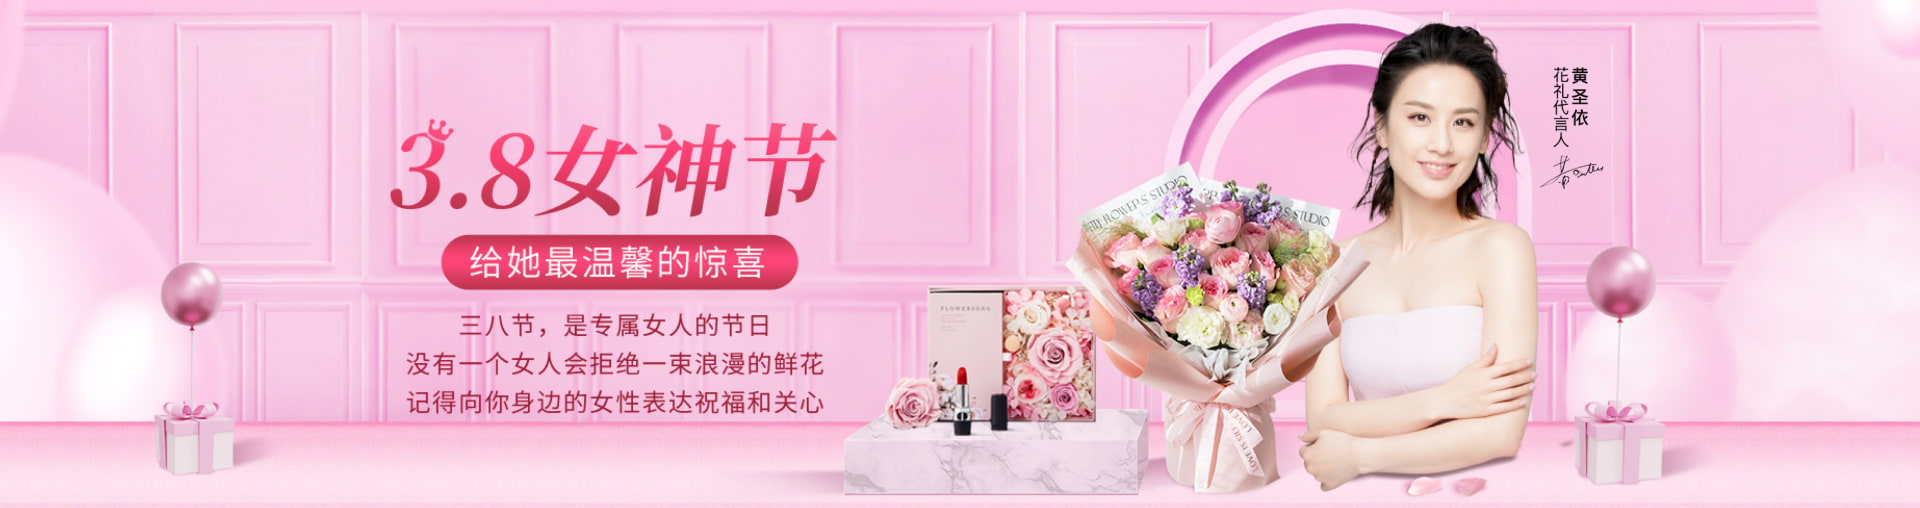 3.8女神节
给她最温馨的惊喜
三八节，是专属女人的节日
没有一个女人会拒绝一束浪漫的鲜花
记得向你身边的女性表达祝福和关心
FLOWERSONG
FLOWER.S STUDIO
S STUDIO
黄圣依
花礼代言人